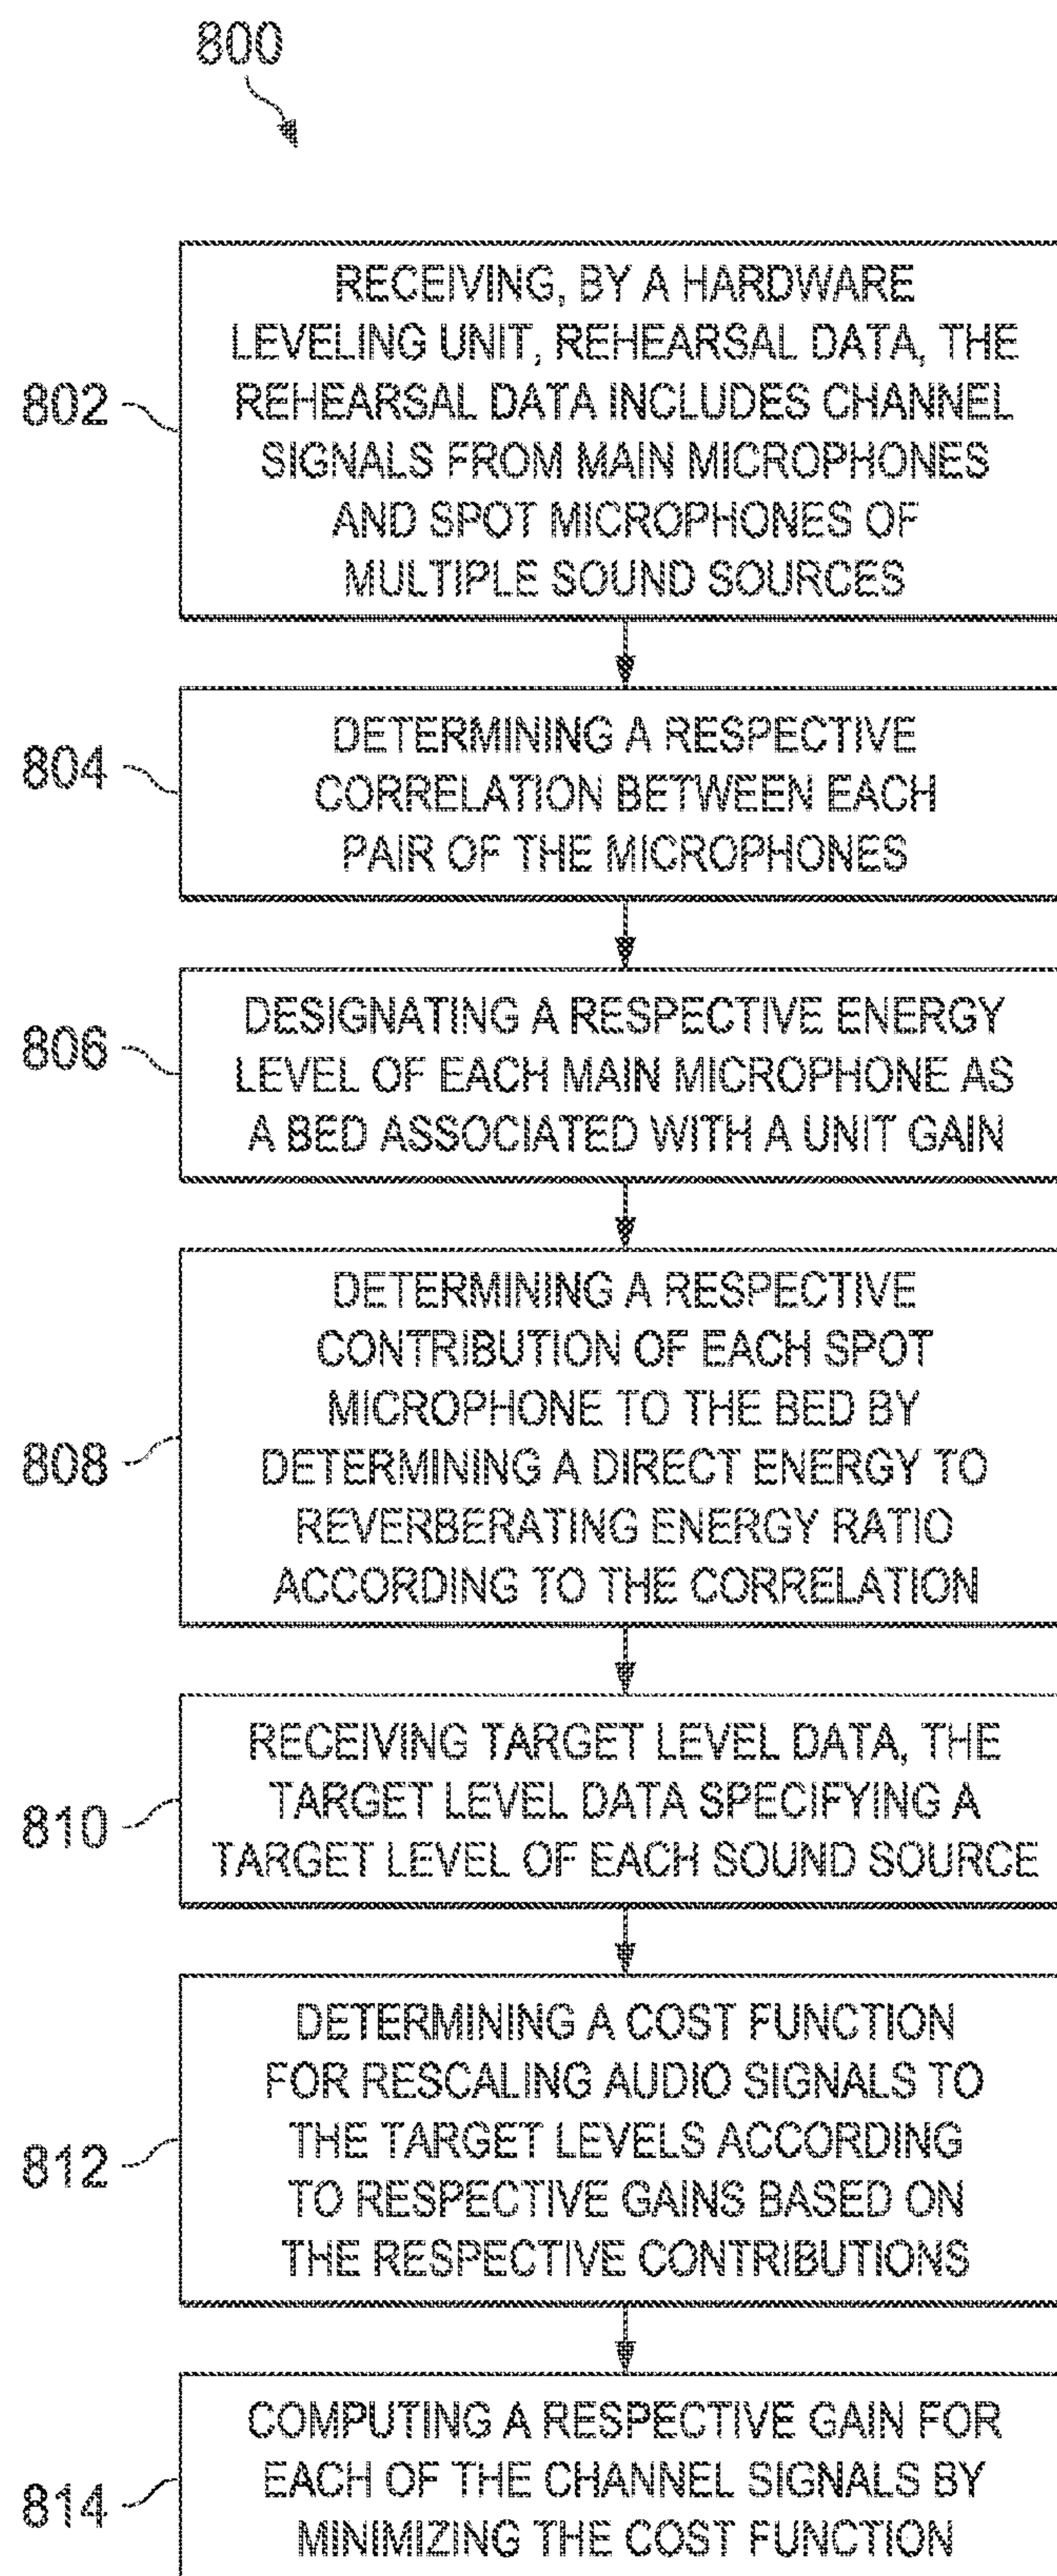 800
802
RECEIVING, BY A HARDWARE
LEVELING UNIT, REHEARSAL DATA, THE
REHEARSAL DATA INCLUDES CHANNEL
SIGNALS FROM MAIN MICROPHONES
AND SPOT MICROPHONES OF
MULTIPLE SOUND SOURCES
804
DETERMINING A RESPECTIVE
CORRELATION BETWEEN EACH
PAIR OF THE MICROPHONES
806
DESIGNATING A RESPECTIVE ENERGY
LEVEL OF EACH MAIN MICROPHONE AS
A BED ASSOCIATED WITH A UNIT GAIN
808
DETERMINING A RESPECTIVE
CONTRIBUTION OF EACH SPOT
MICROPHONE TO THE BED BY
DETERMINING A DIRECT ENERGY TO
REVERBERATING ENERGY RATIO
ACCORDING TO THE CORRELATION
810
RECEIVING TARGET LEVEL DATA, THE
TARGET LEVEL DATA SPECIFYING A
TARGET LEVEL OF EACH SOUND SOURCE
812
DETERMINING A COST FUNCTION
FOR RESCALING AUDIO SIGNALS TO
THE TARGET LEVELS ACCORDING
TO RESPECTIVE GAINS BASED ON
THE RESPECTIVE CONTRIBUTIONS
814
COMPUTING A RESPECTIVE GAIN FOR
EACH OF THE CHANNEL SIGNALS BY
MINIMIZING THE COST FUNCTION